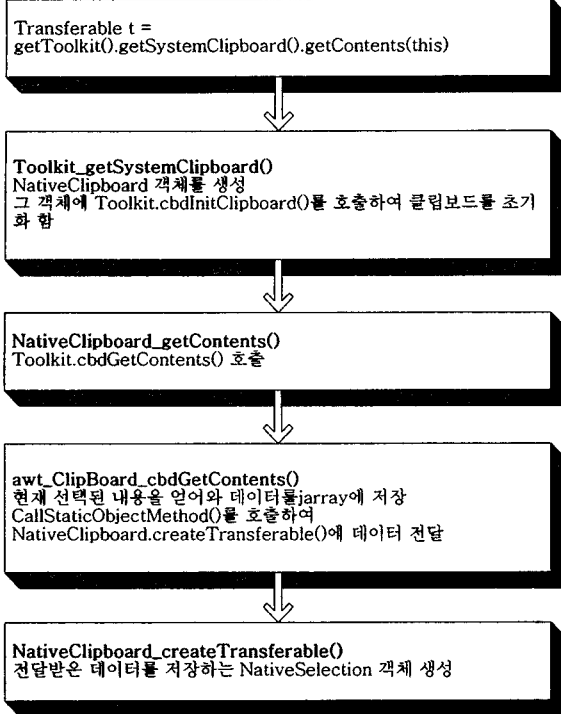 Transferable t =
getToolkit().getSystemClipboard().getContents(this)
Toolkit_getSystemClipboard()
NativeClipboard 객체를 생성
그 객체에 Toolkit.cbdInitClipboard()를 호출하여 클립보드를 초기
화 함
NativeClipboard_getContents()
Toolkit.cbdGetContents() 호출
awt_ClipBoard_cbdGetContents()
현재 선택된 내용을 얻어와 데이터를jarray에 저장
CallStaticObjectMethod()를 호출하여
NativeClipboard.createTransferable()에 데이터 전달
NativeClipboard_createTransferable()
전달받은 데이터를 저장하는 NativeSelection 객체 생성